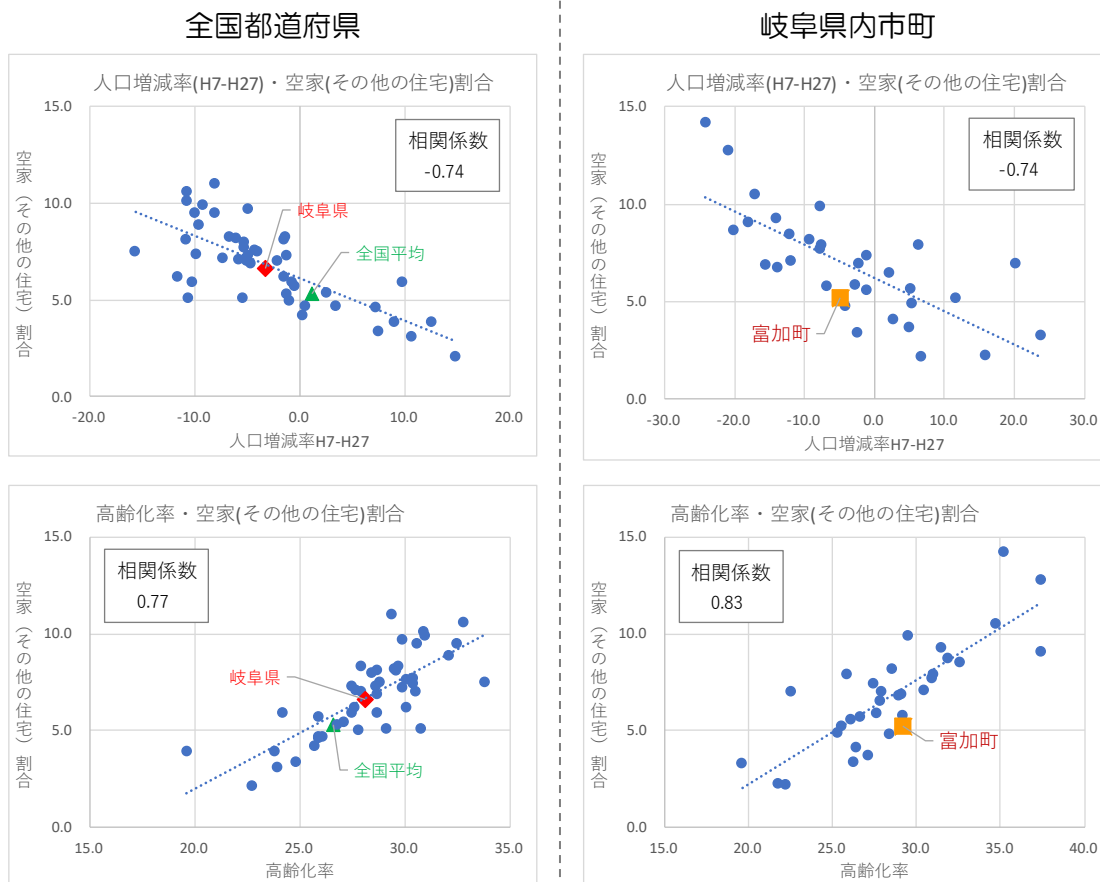 全国都道府県
人口増減率(H7-H27)・空家(その他の住宅)割合
15.0
10.0
5.0
0.0
空家（その他の住宅）割合
相関係数
-0.74
岐阜県
全国平均
-20.0 -10.0 0.0 10.0 20.0
人口増減率H7-H27
岐阜県内市町
人口増減率(H7-H27)・空家(その他の住宅)割合
15.0
10.0
5.0
0.0
空家（その他の住宅）割合
相関係数
-0.74
富加町
-30.0 -20.0 -10.0 0.0 10.0 20.0 30.0
人口増減率H7-H27
高齢化率・空家(その他の住宅)割合
15.0
10.0
5.0
0.0
空家（その他の住宅）割合
相関係数
0.77
岐阜県
全国平均
15.0 20.0 25.0 30.0 35.0
高齢化率
高齢化率・空家(その他の住宅)割合
15.0
10.0
5.0
0.0
空家（その他の住宅）割合
相関係数
0.83
富加町
15.0 20.0 25.0 30.0 35.0 40.0
高齢化率